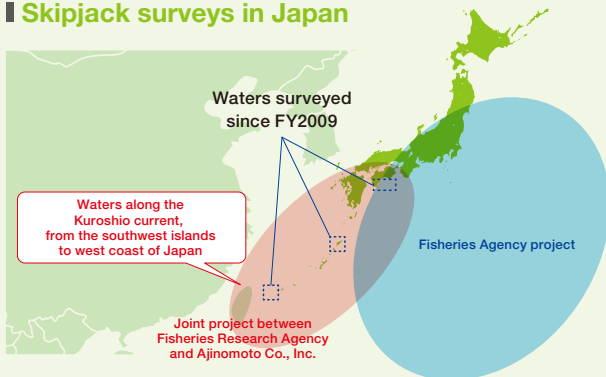 Skipjack surveys in Japan
Waters surveyed
since FY2009
Waters along the
Kuroshio current,
from the southwest islands
to west coast of Japan
Fisheries Agency project
Joint project between
Fisheries Research Agency
and Ajinomoto Co., Inc.